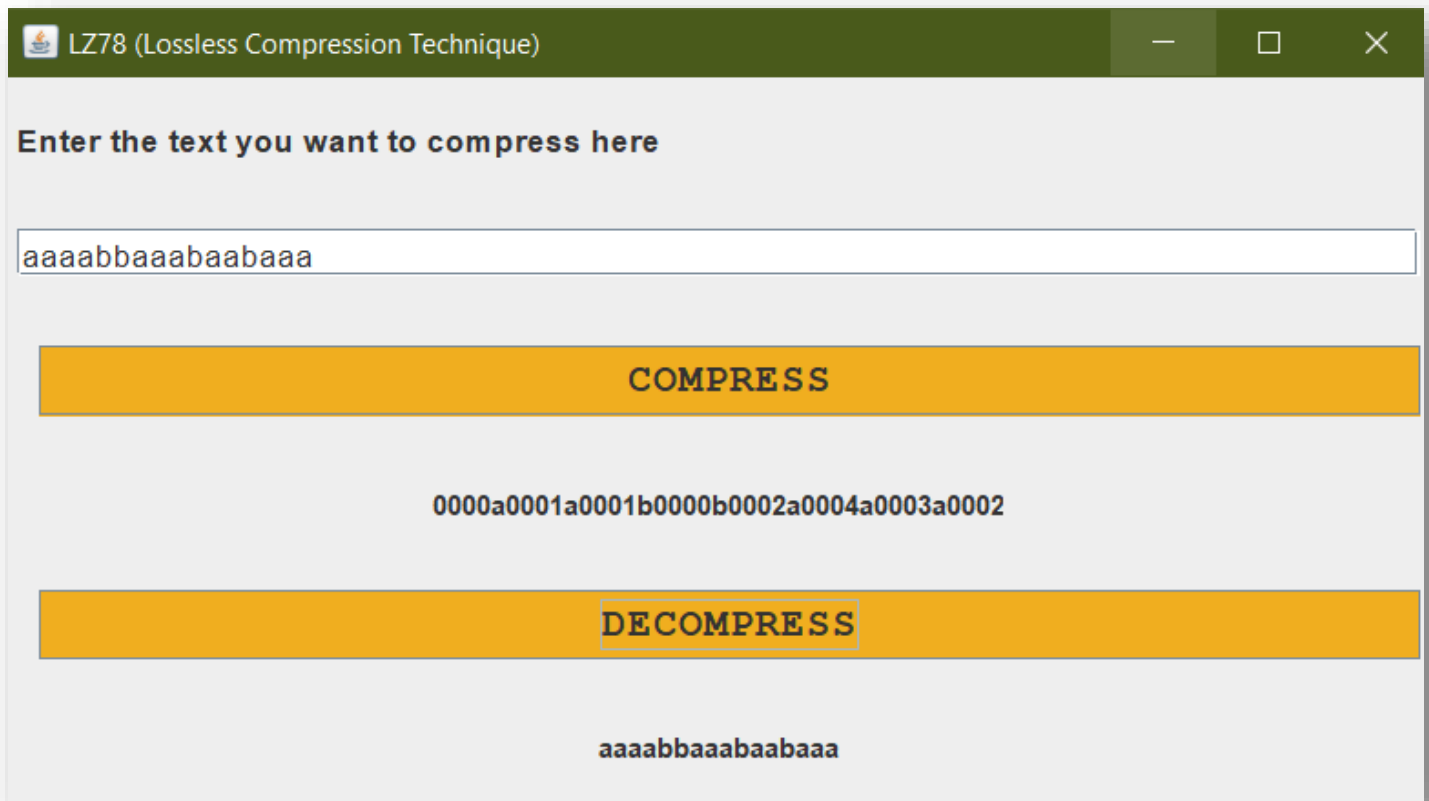 LZ78 (Lossless Compression Technique)
Enter the text you want to compress here
aaaabbaaabaabaaa
COMPRESS
0000a0001a0001b0000b0002a0004a0003a0002
DECOMPRESS
aaaabbaaabaabaaa